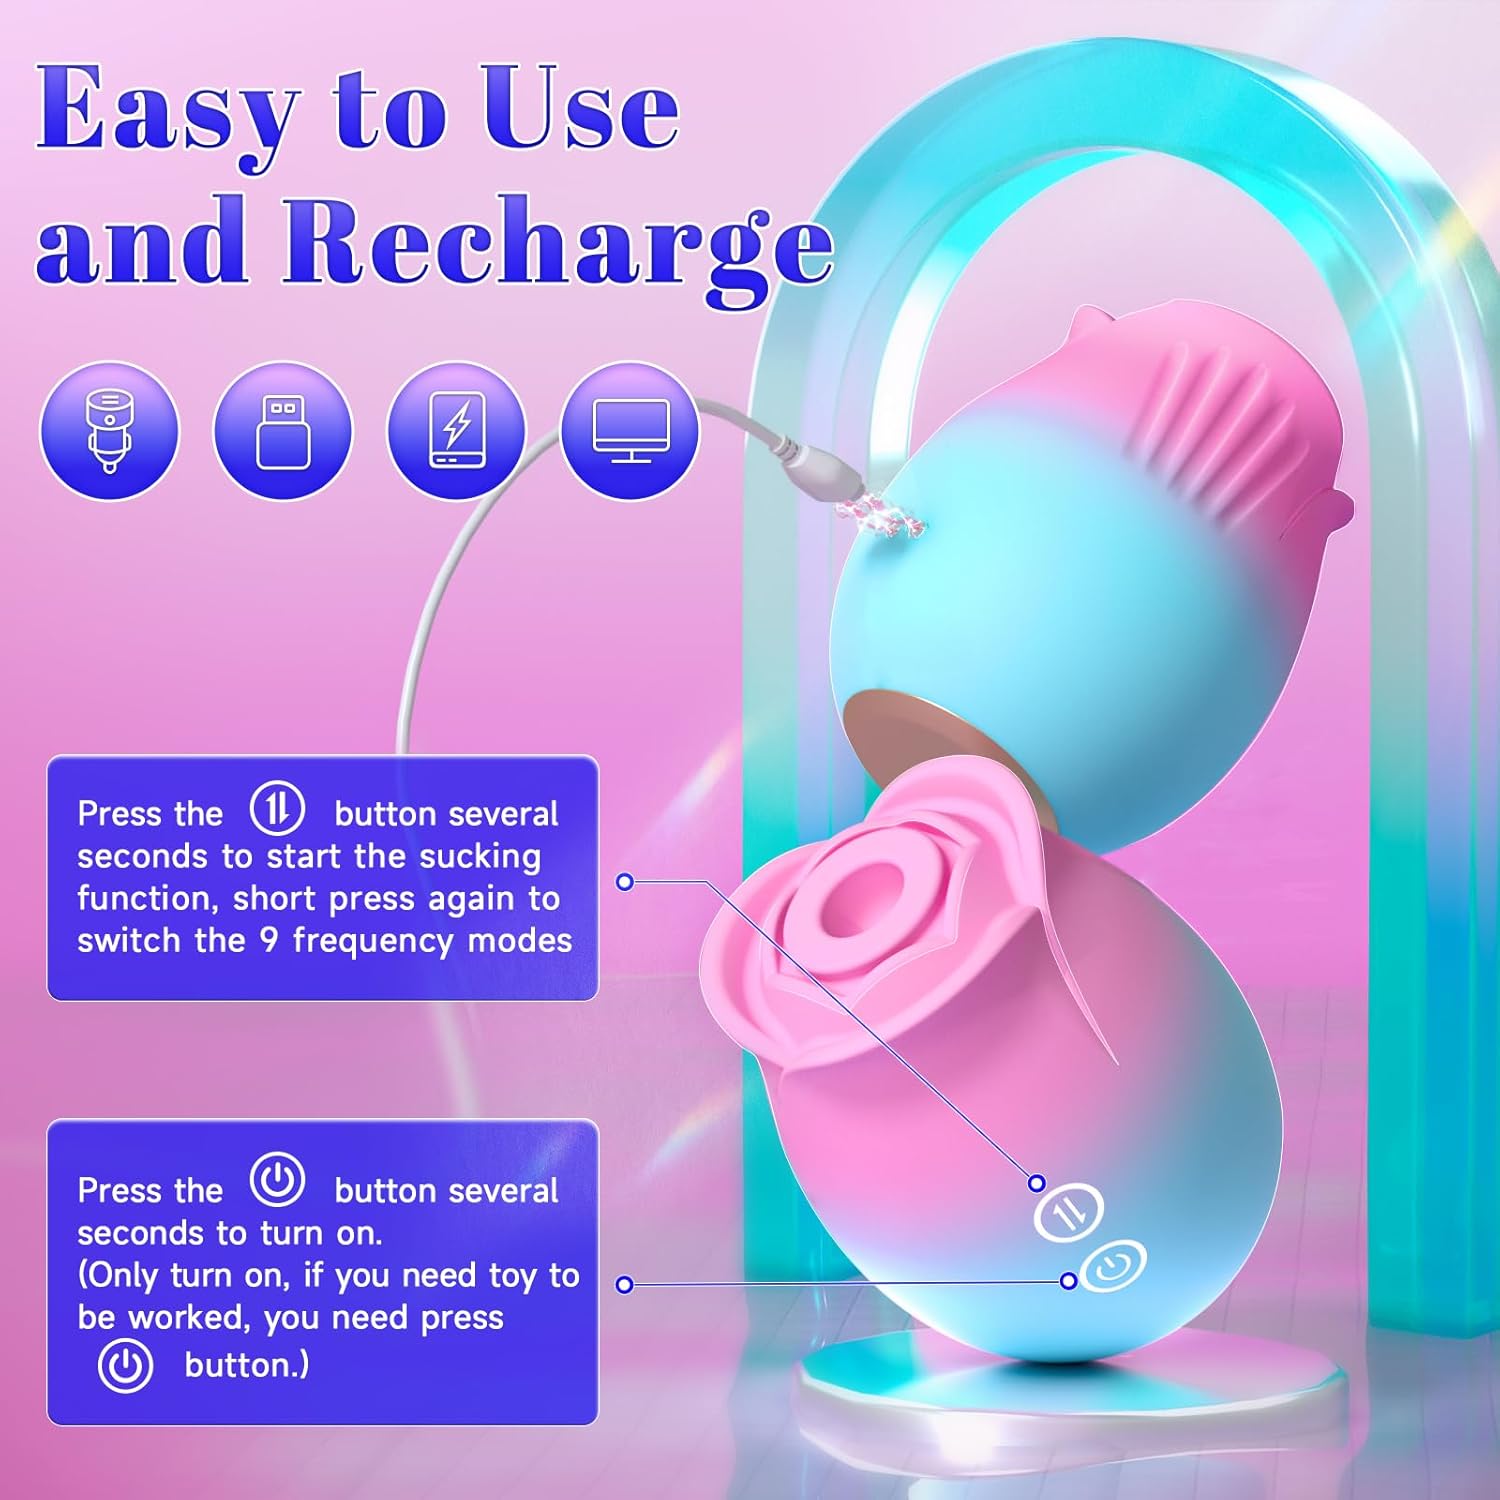 Easy to Use
and Recharge
Press the button several
seconds to start the sucking
function, short press again to
switch the 9 frequency modes
Press the button several
seconds to turn on.
(Only turn on, if you need toy to
be worked, you need press
button.)